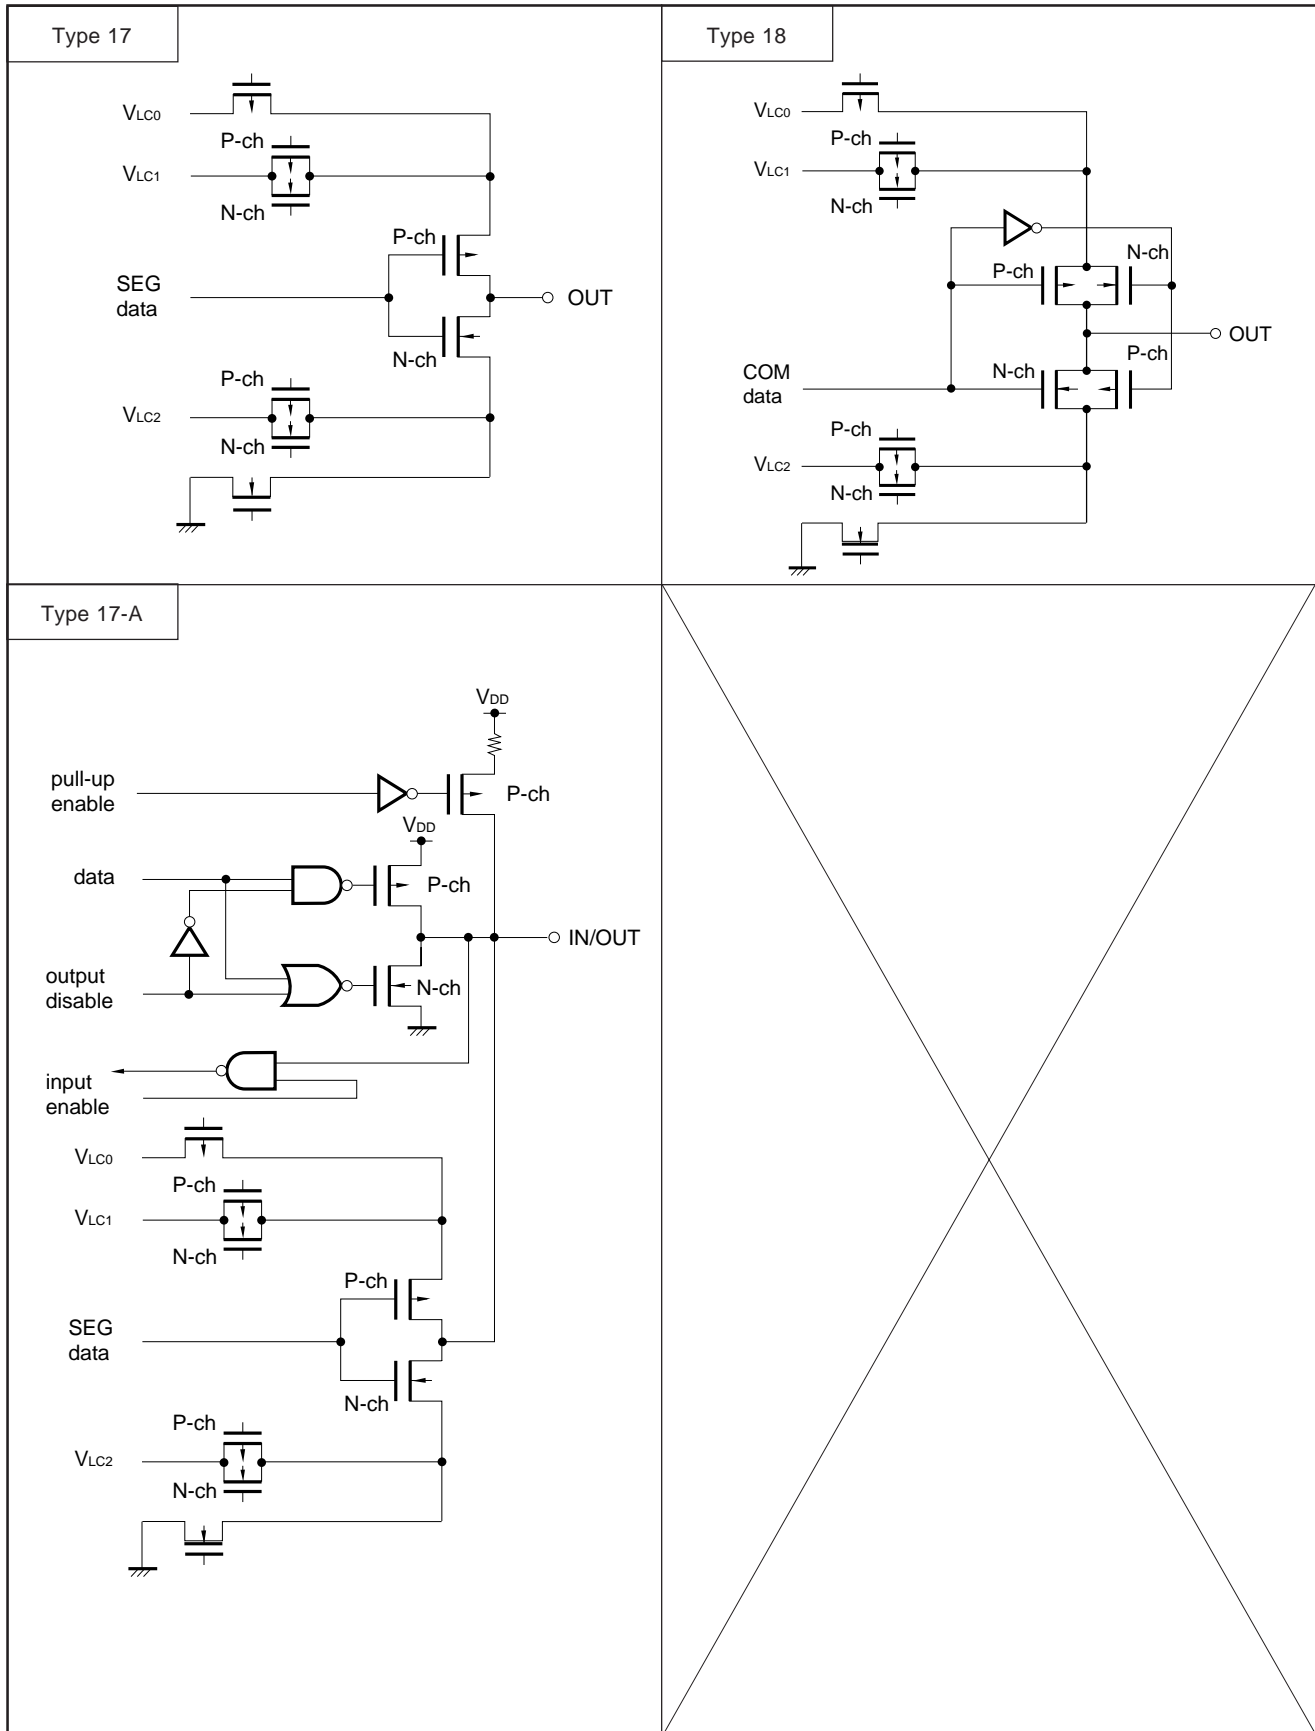 Type 17
VLC0
P-ch
VLC1
N-ch
P-ch
SEG
data
OUT
N-ch
P-ch
VLC2
N-ch
Type 18
VLC0
P-ch
VLC1
N-ch
N-ch
P-ch
OUT
P-ch
N-ch
COM
data
P-ch
VLC2
N-ch
Type 17-A
VDD
pull-up
enable
P-ch
VDD
data
P-ch
IN/OUT
output
disable
N-ch
input
enable
VLC0
P-ch
VLC1
N-ch
P-ch
SEG
data
N-ch
P-ch
VLC2
N-ch